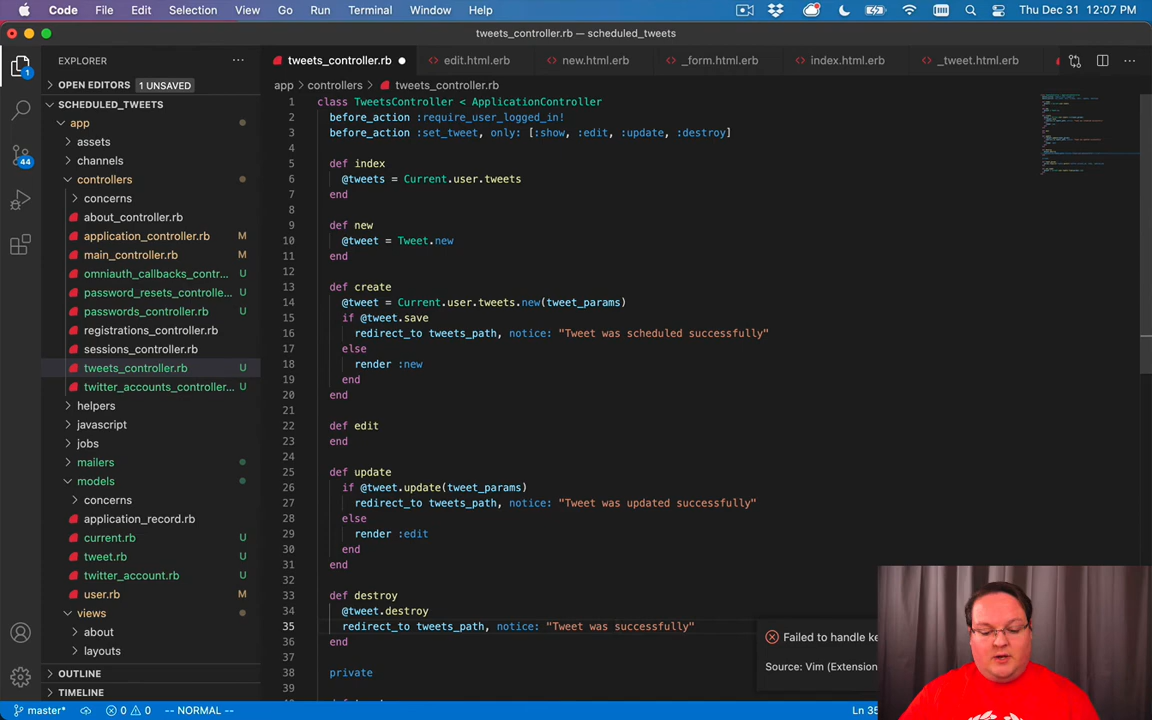 Code File Edit Selection View Go Run Terminal Window Help Thu Dec 31 12:07 PM
tweets_controller.rb — scheduled_tweets
EXPLORER
tweets_controller.rb
edit.html.erb
new.html.erb
_form.html.erb
index.html.erb
_tweet.html.erb
1
OPEN EDITORS 1 UNSAVED
app > controllers > tweets_controller.rb
SCHEDULED_TWEETS
app
assets
channels
controllers
concerns
about_controller.rb
application_controller.rb M
main_controller.rb M
omniauth_callbacks_contr... U
password_resets_controlle... U
passwords_controller.rb U
registrations_controller.rb
sessions_controller.rb
tweets_controller.rb U
twitter_accounts_controller... U
helpers
javascript
jobs
mailers
models
concerns
application_record.rb
current.rb U
tweet.rb U
twitter_account.rb U
user.rb M
views
about
layouts
OUTLINE
TIMELINE
44
1 class TweetsController < ApplicationController
2 before_action :require_user_logged_in!
3 before_action :set_tweet, only: [:show, :edit, :update, :destroy]
4
5 def index
6 @tweets = Current.user.tweets
7 end
8
9 def new
10 @tweet = Tweet.new
11 end
12
13 def create
14 @tweet = Current.user.tweets.new(tweet_params)
15 if @tweet.save
16 redirect_to tweets_path, notice: "Tweet was scheduled successfully"
17 else
18 render :new
19 end
20 end
21
22 def edit
23 end
24
25 def update
26 if @tweet.update(tweet_params)
27 redirect_to tweets_path, notice: "Tweet was updated successfully"
28 else
29 render :edit
30 end
31 end
32
33 def destroy
34 @tweet.destroy
35 redirect_to tweets_path, notice: "Tweet was successfully"
36 end
37
38 private
39
Failed to handle ke
Source: Vim (Extension
master* 0 0 -- NORMAL -- Ln 35